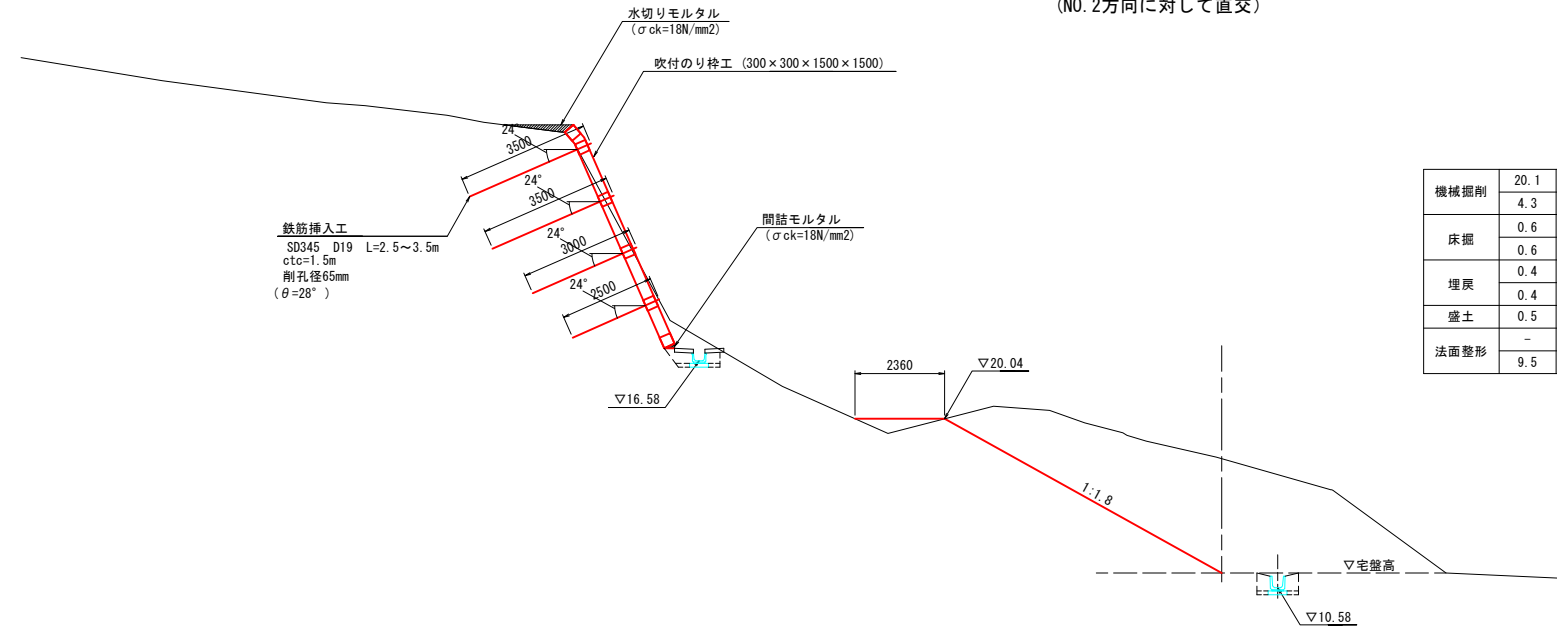 (NO.2方向に対して直交)
水切りモルタル
(σck=18N/mm2)
吹付のり枠工 (300×300×1500×1500)
24°
3500
24°
3500
24°
3000
24°
2500
鉄筋挿入工
SD345 D19 L=2.5～3.5m
ctc=1.5m
削孔径65mm
(θ=28°)
間詰モルタル
(σck=18N/mm2)
▽16.58
2360
▽20.04
1:1.8
▽宅盤高
▽10.58
機械掘削 20.1
4.3
床掘 0.6
0.6
埋戻 0.4
0.4
盛土 0.5
法面整形 -
9.5